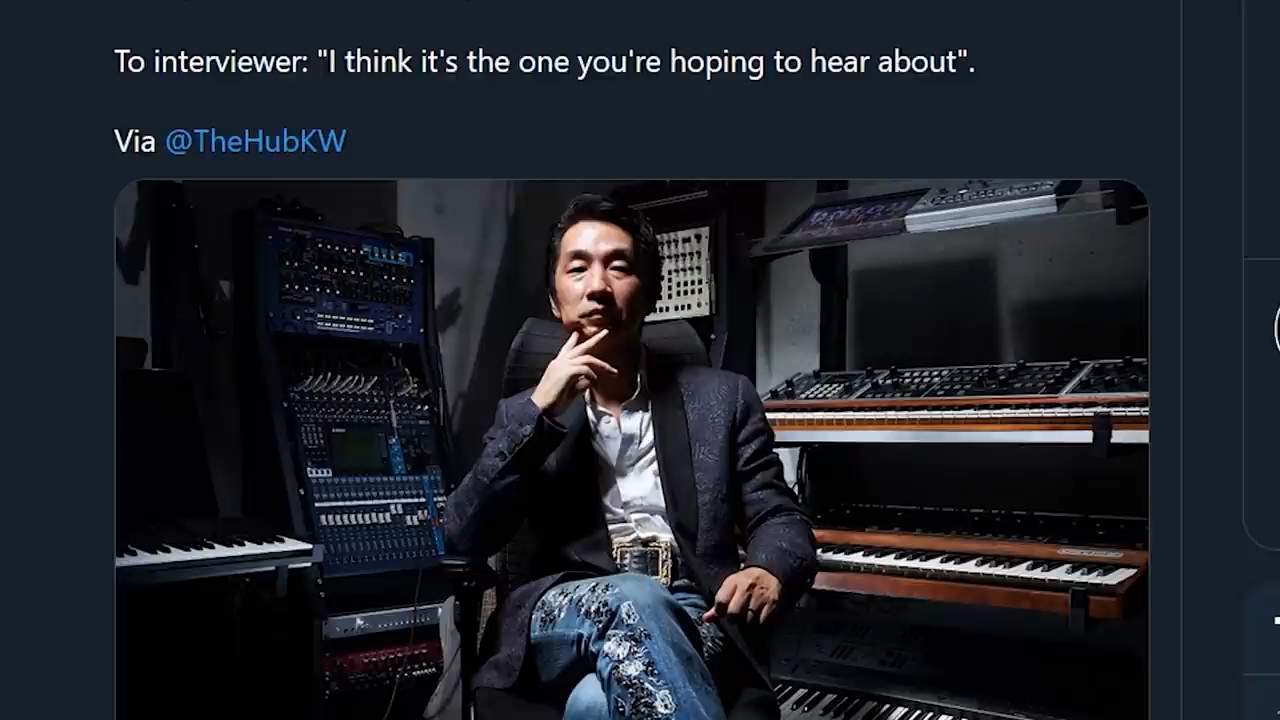 To interviewer: "I think it's the one you're hoping to hear about".
Via @TheHubKW